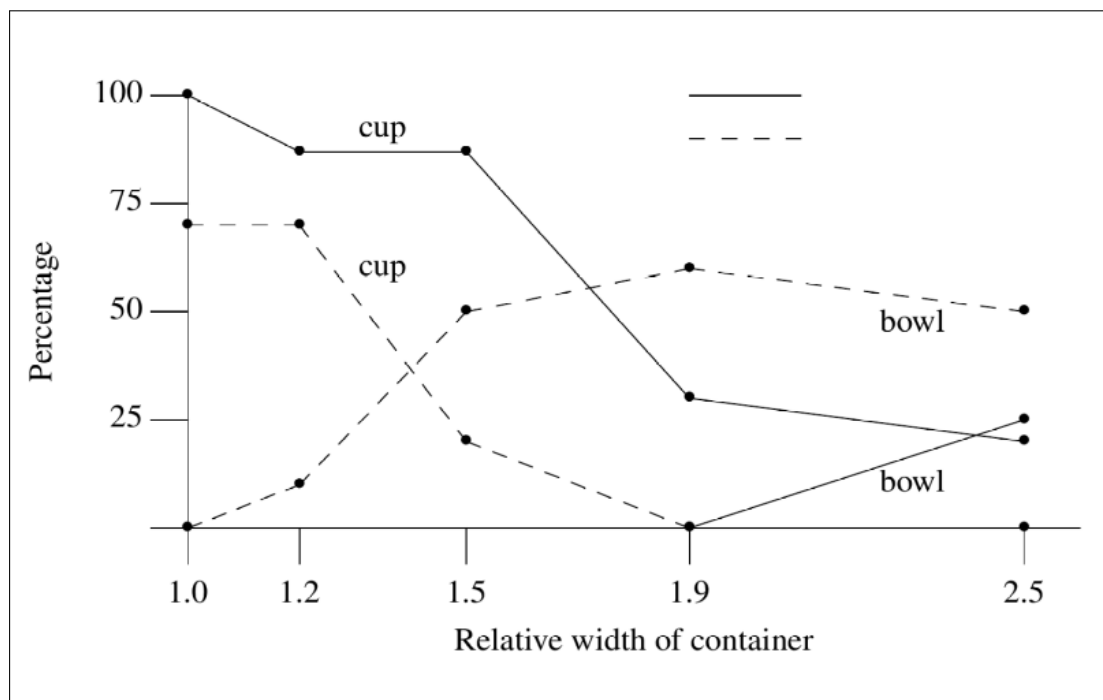 100
cup
75
cup
Percentage
50
bowl
25
bowl
1.0 1.2 1.5 1.9 2.5
Relative width of container